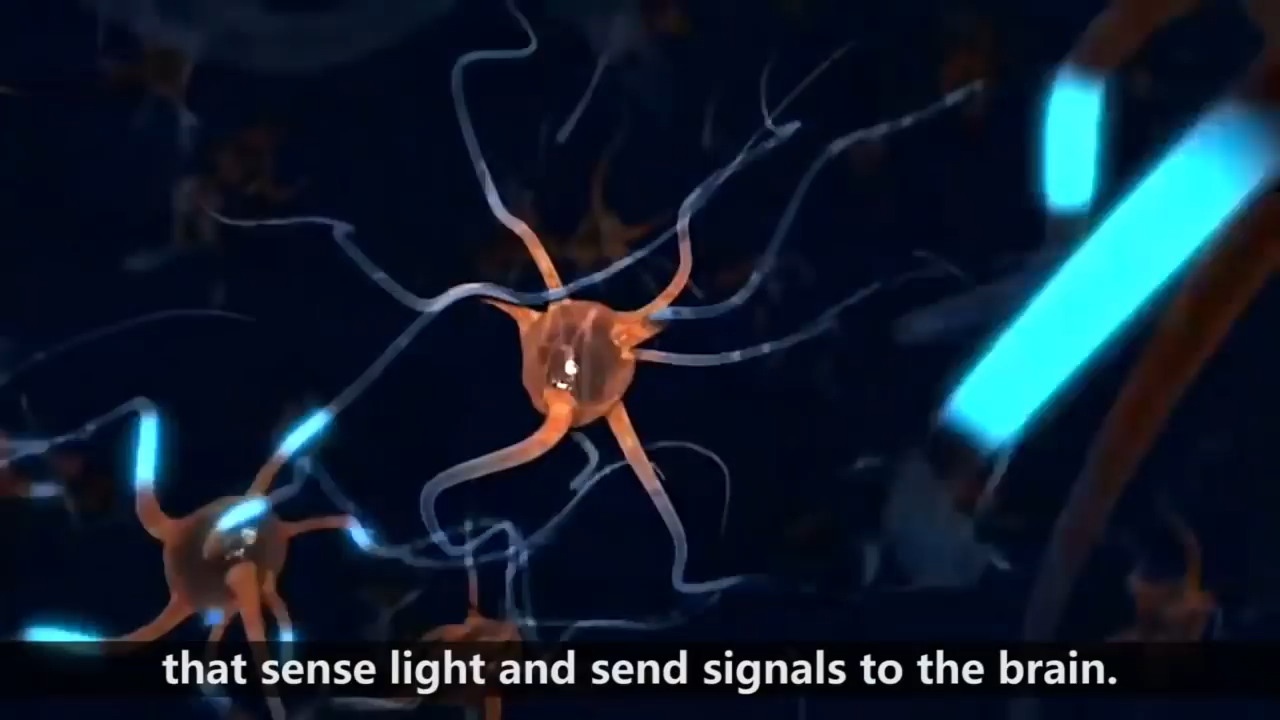 that sense light and send signals to the brain.